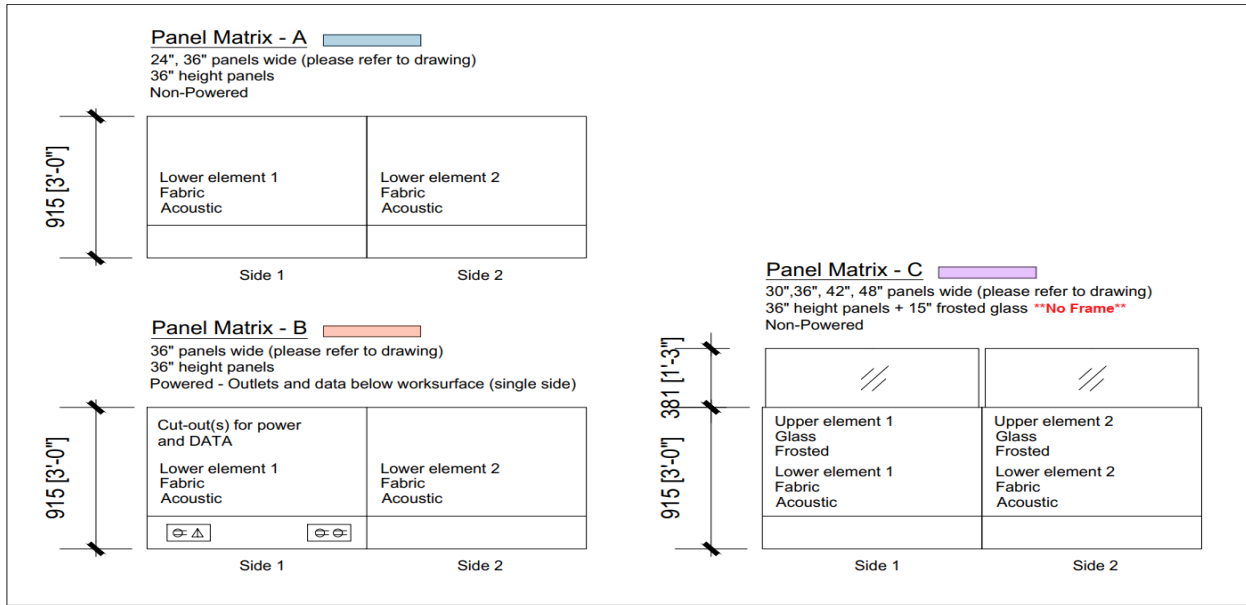 Panel Matrix - A
24", 36" panels wide (please refer to drawing)
36" height panels
Non-Powered
915 [3'-0"]
Lower element 1
Fabric
Acoustic
Lower element 2
Fabric
Acoustic
Side 1
Side 2
Panel Matrix - B
36" panels wide (please refer to drawing)
36" height panels
Powered - Outlets and data below worksurface (single side)
915 [3'-0"]
Cut-out(s) for power
and DATA
Lower element 1
Fabric
Acoustic
Lower element 2
Fabric
Acoustic
Side 1
Side 2
Panel Matrix - C
30",36", 42", 48" panels wide (please refer to drawing)
36" height panels + 15" frosted glass **No Frame**
Non-Powered
381 [1'-3"]
915 [3'-0"]
Upper element 1
Glass
Frosted
Lower element 1
Fabric
Acoustic
Upper element 2
Glass
Frosted
Lower element 2
Fabric
Acoustic
Side 1
Side 2